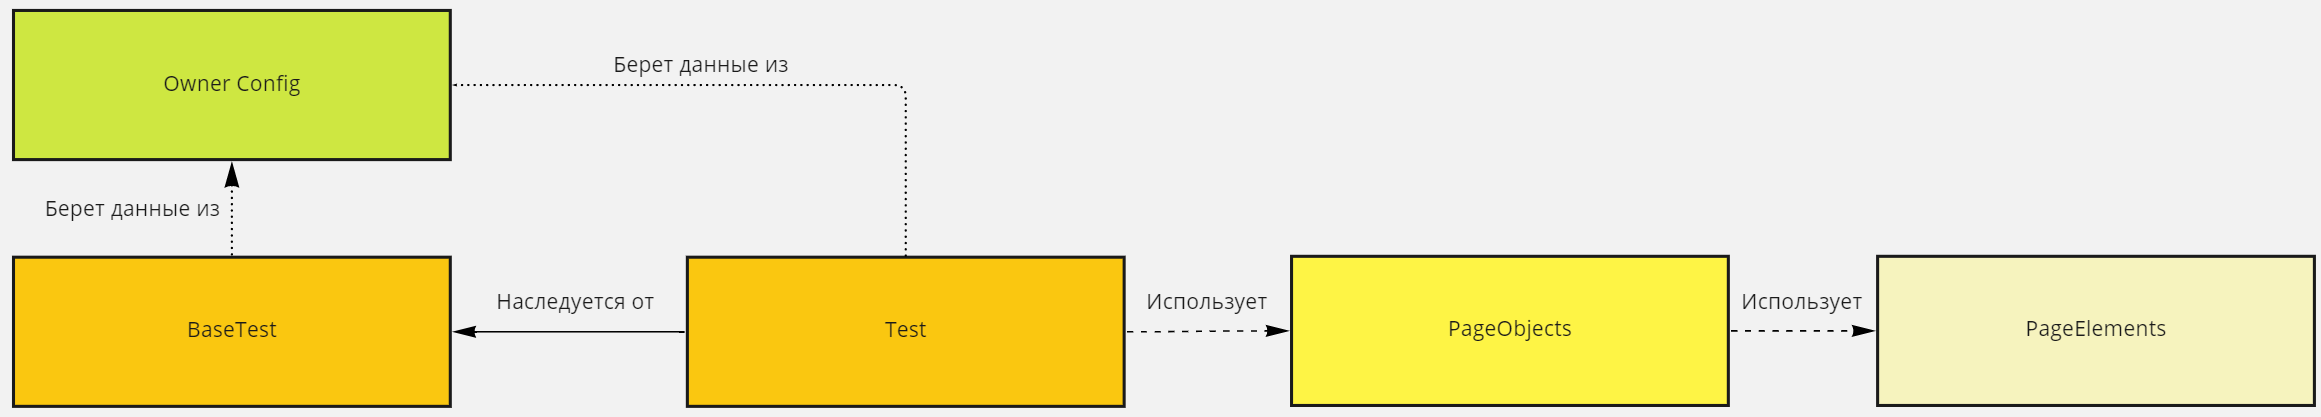 Owner Config
Берет данные из
Берет данные из
BaseTest
Наследуется от
Test
Использует
PageObjects
Использует
PageElements